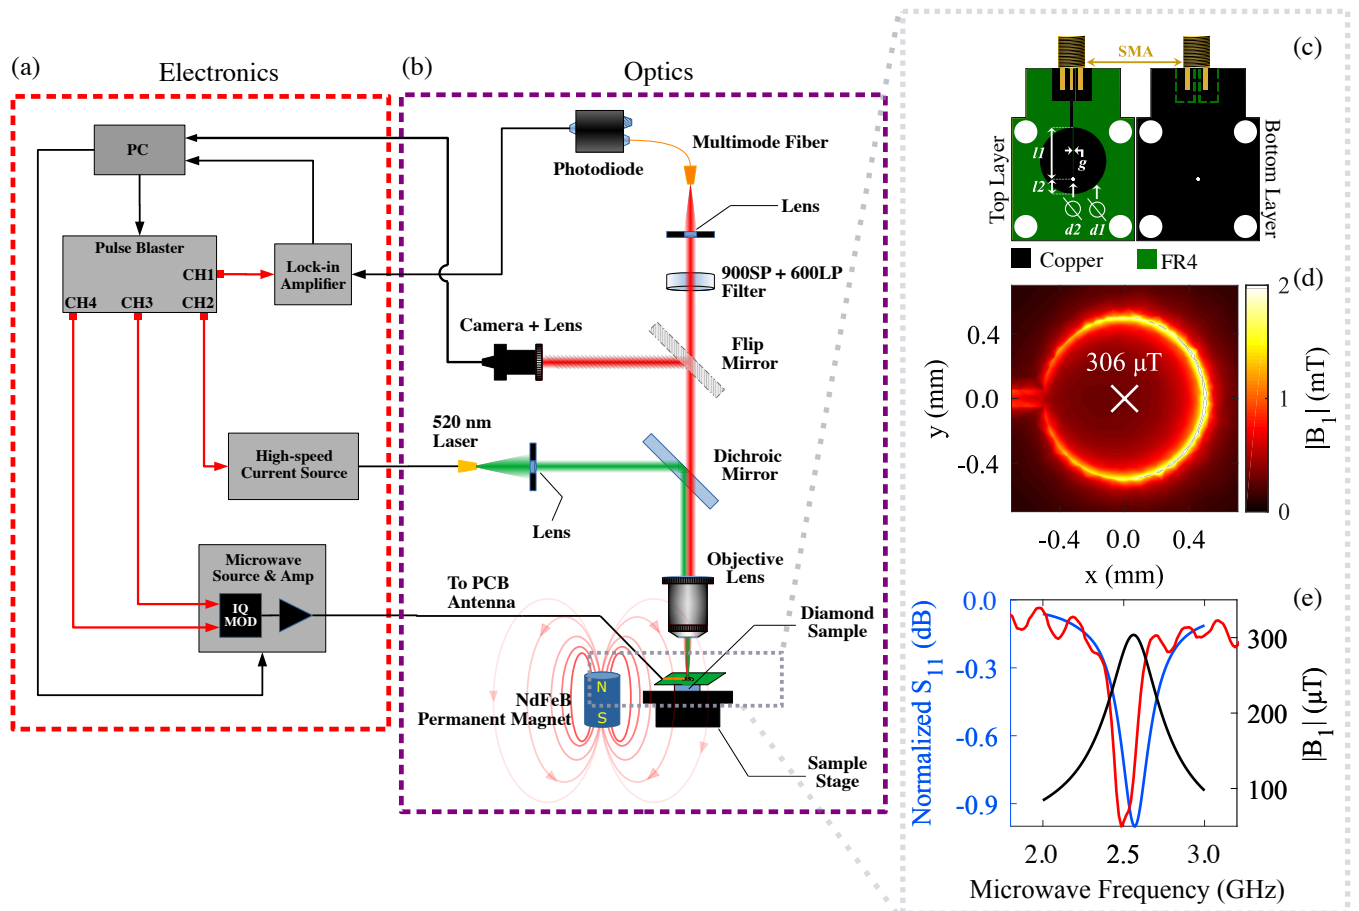 (a)
Electronics
PC
Pulse Blaster
CH1
CH4
CH3
CH2
Lock-in
Amplifier
High-speed
Current Source
Microwave
Source & Amp
IQ
MOD
(b)
Optics
Photodiode
Multimode Fiber
Lens
900SP + 600LP
Filter
Camera + Lens
Flip
Mirror
520 nm
Laser
Dichroic
Mirror
Lens
Objective
Lens
To PCB
Antenna
Diamond
Sample
N
S
NdFeB
Permanent Magnet
Sample
Stage
(c)
SMA
Top Layer
l1
g
l2
d2
d1
Bottom Layer
Copper
FR4
(d)
306 µT
y (mm)
0.4
0.0
-0.4
-0.4
0.0
0.4
x (mm)
2
1
0
|B1| (mT)
(e)
Normalized S11 (dB)
0.0
-0.3
-0.6
-0.9
300
200
100
|B1| (µT)
2.0
2.5
3.0
Microwave Frequency (GHz)